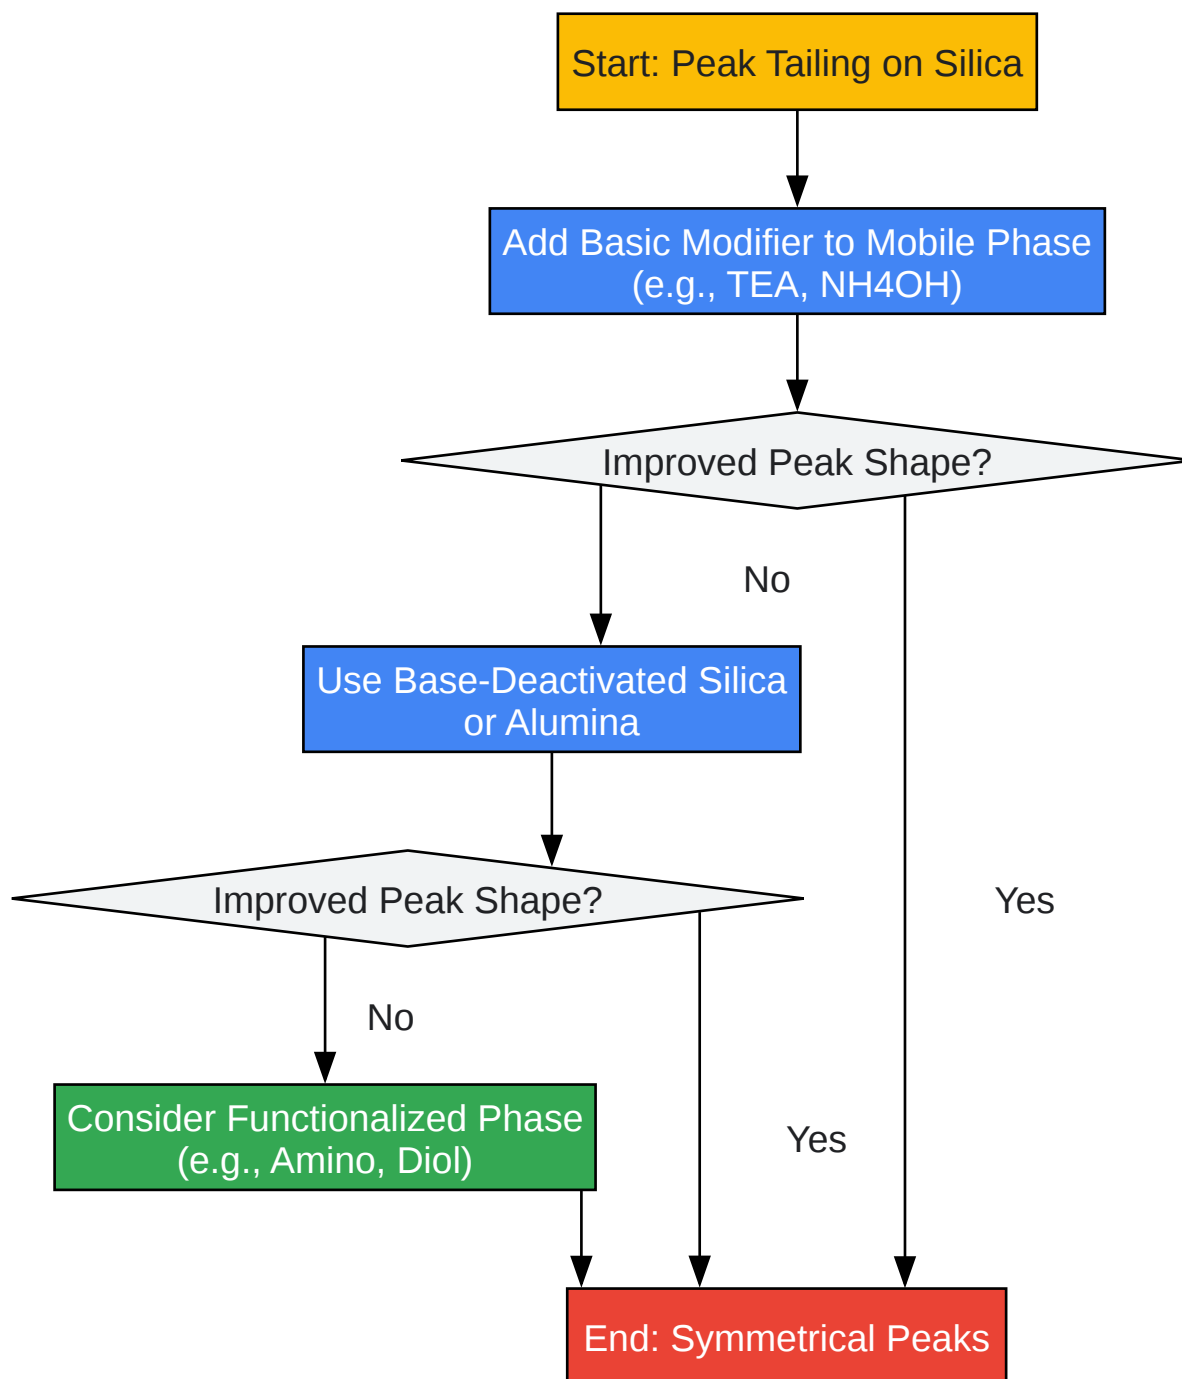 Start: Peak Tailing on Silica
Add Basic Modifier to Mobile Phase
(e.g., TEA, NH4OH)
Improved Peak Shape?
No
Use Base-Deactivated Silica
or Alumina
Improved Peak Shape?
Yes
No
Consider Functionalized Phase
(e.g., Amino, Diol)
Yes
End: Symmetrical Peaks